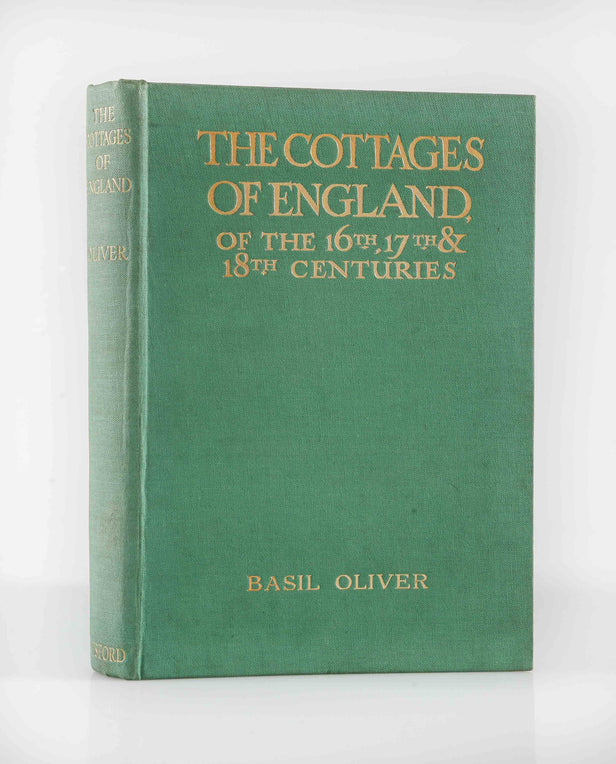 THE
COTTAGES
OF
ENGLAND
OLIVER
THE COTTAGES
OF ENGLAND,
OF THE 16TH, 17TH &
18TH CENTURIES
BASIL OLIVER